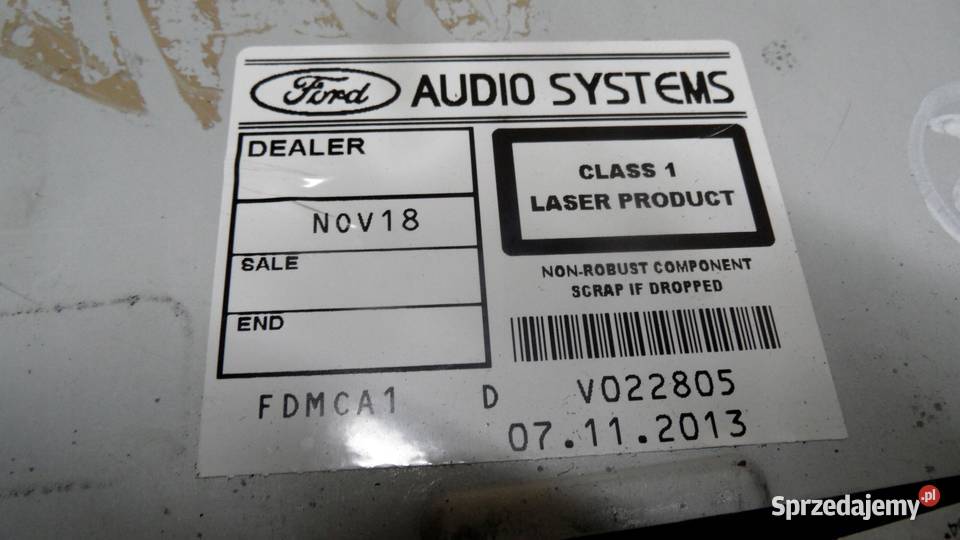 Ford AUDIO SYSTEMS
DEALER
NOV18
SALE
END
CLASS 1
LASER PRODUCT
NON-ROBUST COMPONENT
SCRAP IF DROPPED
FDMCA1 D V022805
07.11.2013
Sprzedajemy.pl